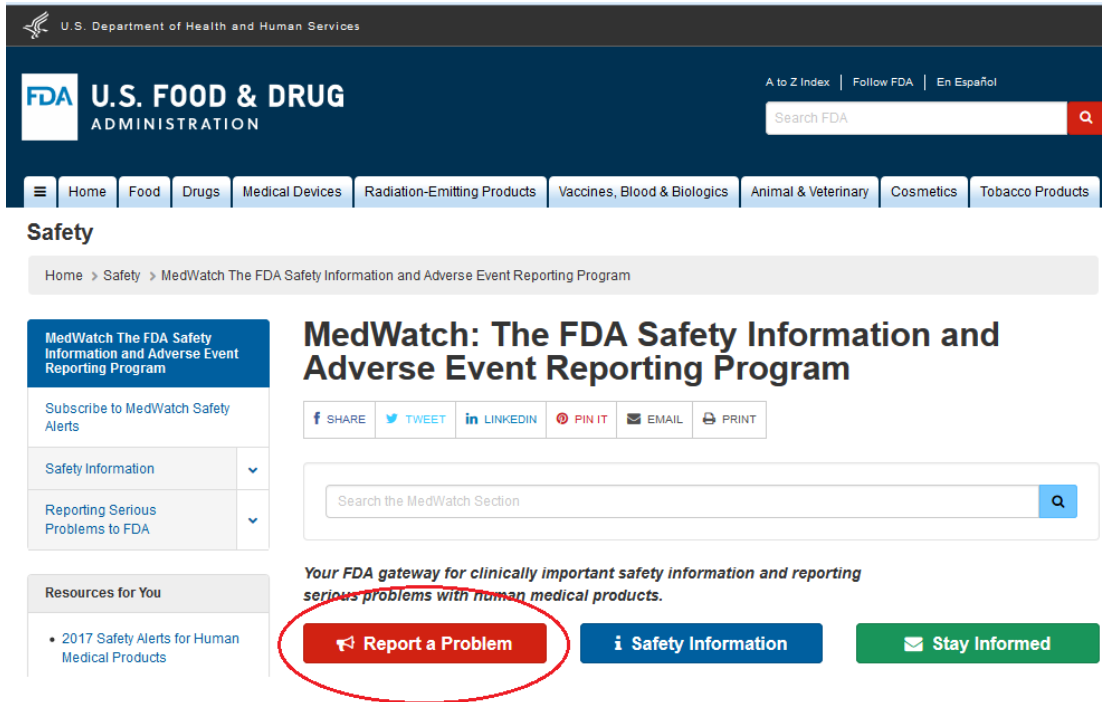 U.S. Department of Health and Human Services
FDA U.S. FOOD & DRUG
ADMINISTRATION
A to Z Index | Follow FDA | En Español
Search FDA
Home Food Drugs Medical Devices Radiation-Emitting Products Vaccines, Blood & Biologics Animal & Veterinary Cosmetics Tobacco Products
Safety
Home > Safety > MedWatch The FDA Safety Information and Adverse Event Reporting Program
MedWatch The FDA Safety
Information and Adverse Event
Reporting Program
Subscribe to MedWatch Safety
Alerts
Safety Information
Reporting Serious
Problems to FDA
Resources for You
• 2017 Safety Alerts for Human
Medical Products
MedWatch: The FDA Safety Information and
Adverse Event Reporting Program
f SHARE TWEET in LINKEDIN PIN IT EMAIL PRINT
Search the MedWatch Section
Your FDA gateway for clinically important safety information and reporting
serious problems with human medical products.
Report a Problem i Safety Information Stay Informed